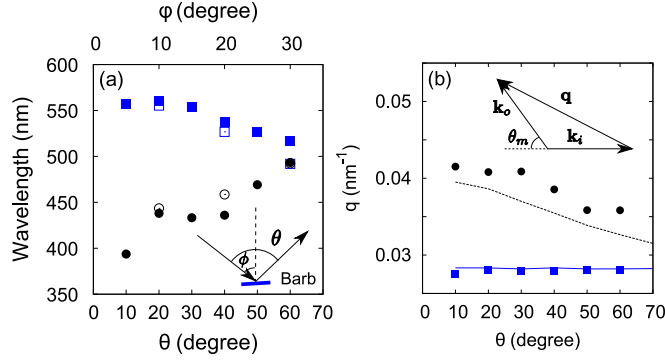 φ (degree)
0 10 20 30
(a)
600
550
500
450
400
350
Wavelength (nm)
ϕ
θ
Barb
0 10 20 30 40 50 60 70
θ (degree)
(b)
0.05
0.04
0.03
q (nm⁻¹)
q
k_o
θ_m
k_i
0 10 20 30 40 50 60 70
θ (degree)